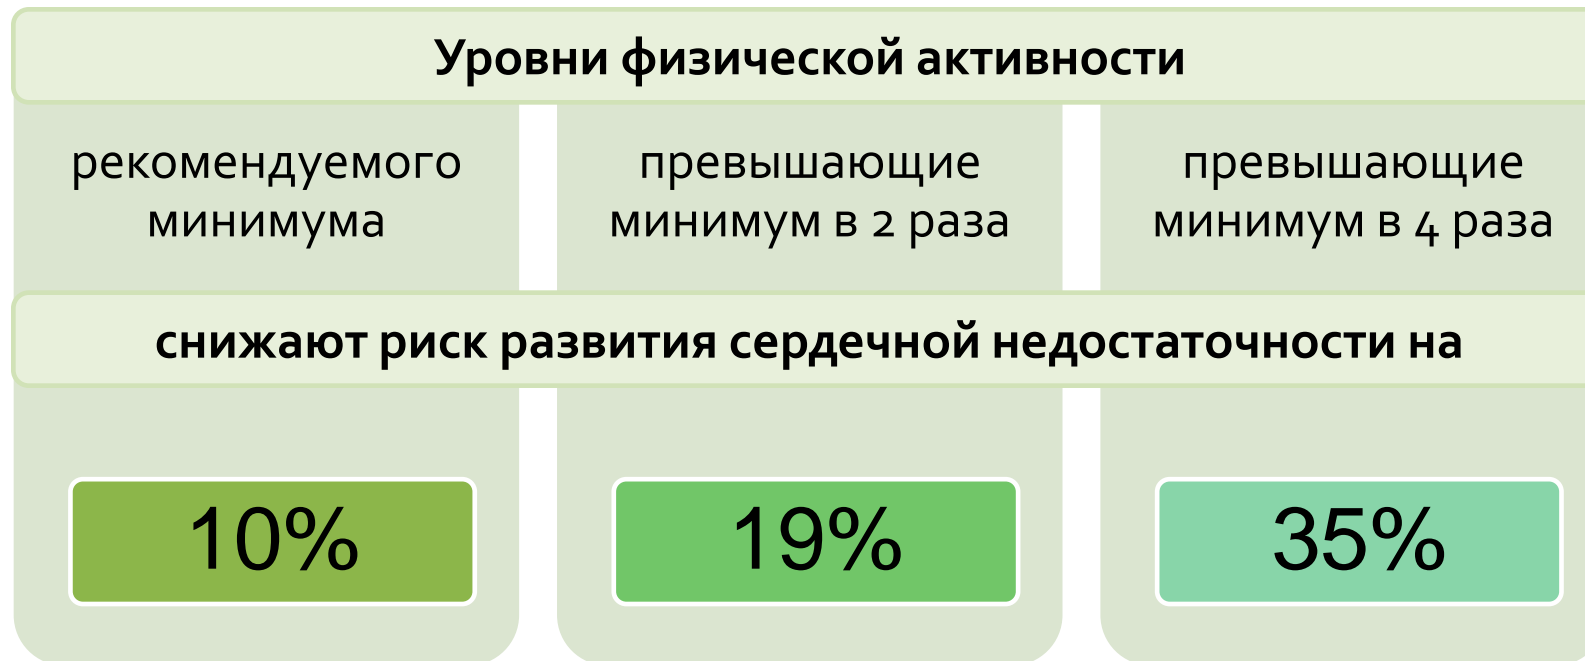 Уровни физической активности
рекомендуемого
минимума
превышающие
минимум в 2 раза
превышающие
минимум в 4 раза
снижают риск развития сердечной недостаточности на
10%
19%
35%